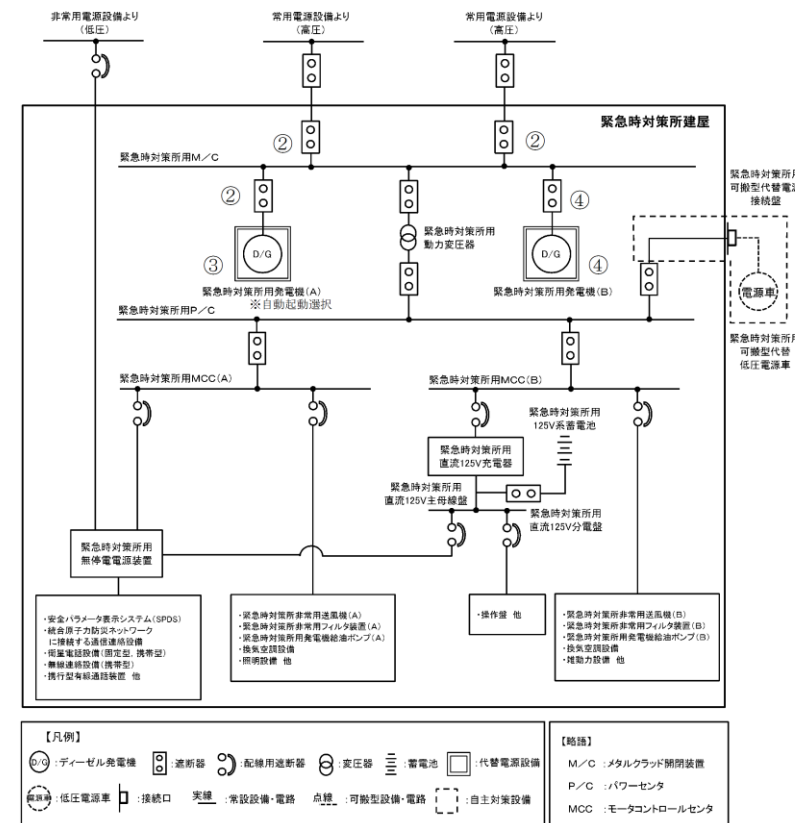 非常用電源設備より
(低圧)
常用電源設備より
(高圧)
常用電源設備より
(高圧)
緊急時対策所建屋
②
②
緊急時対策所用M/C
緊急時対策所用
可搬型代替電源
接続盤
②
④
緊急時対策所用
動力変圧器
③
D/G
D/G
④
緊急時対策所用発電機(A)
※自動起動選択
緊急時対策所用発電機(B)
電源車
緊急時対策所用P/C
緊急時対策所用
可搬型代替
低圧電源車
緊急時対策所用MCC(A)
緊急時対策所用MCC(B)
緊急時対策所用
125V系蓄電池
緊急時対策所用
直流125V充電器
緊急時対策所用
直流125V主母線盤
緊急時対策所用
直流125V分電盤
緊急時対策所用
無停電電源装置
・安全パラメータ表示システム(SPDS)
・統合原子力防災ネットワーク
に接続する通信連絡設備
・衛星電話設備(固定型、携帯型)
・無線連絡設備(携帯型)
・携行型有線通話装置 他
・緊急時対策所非常用送風機(A)
・緊急時対策所非常用フィルタ装置(A)
・緊急時対策所用発電機給油ポンプ(A)
・換気空調設備
・照明設備 他
・操作盤 他
・緊急時対策所非常用送風機(B)
・緊急時対策所非常用フィルタ装置(B)
・緊急時対策所用発電機給油ポンプ(B)
・換気空調設備
・雑動力設備 他
【凡例】
D/G :ディーゼル発電機 :遮断器 :配線用遮断器 :変圧器 :蓄電池 :代替電源設備
電源車 :低圧電源車 :接続口 実線 :常設設備・電路 点線 :可搬型設備・電路 :自主対策設備
【略語】
M/C :メタルクラッド開閉装置
P/C :パワーセンタ
MCC :モータコントロールセンタ